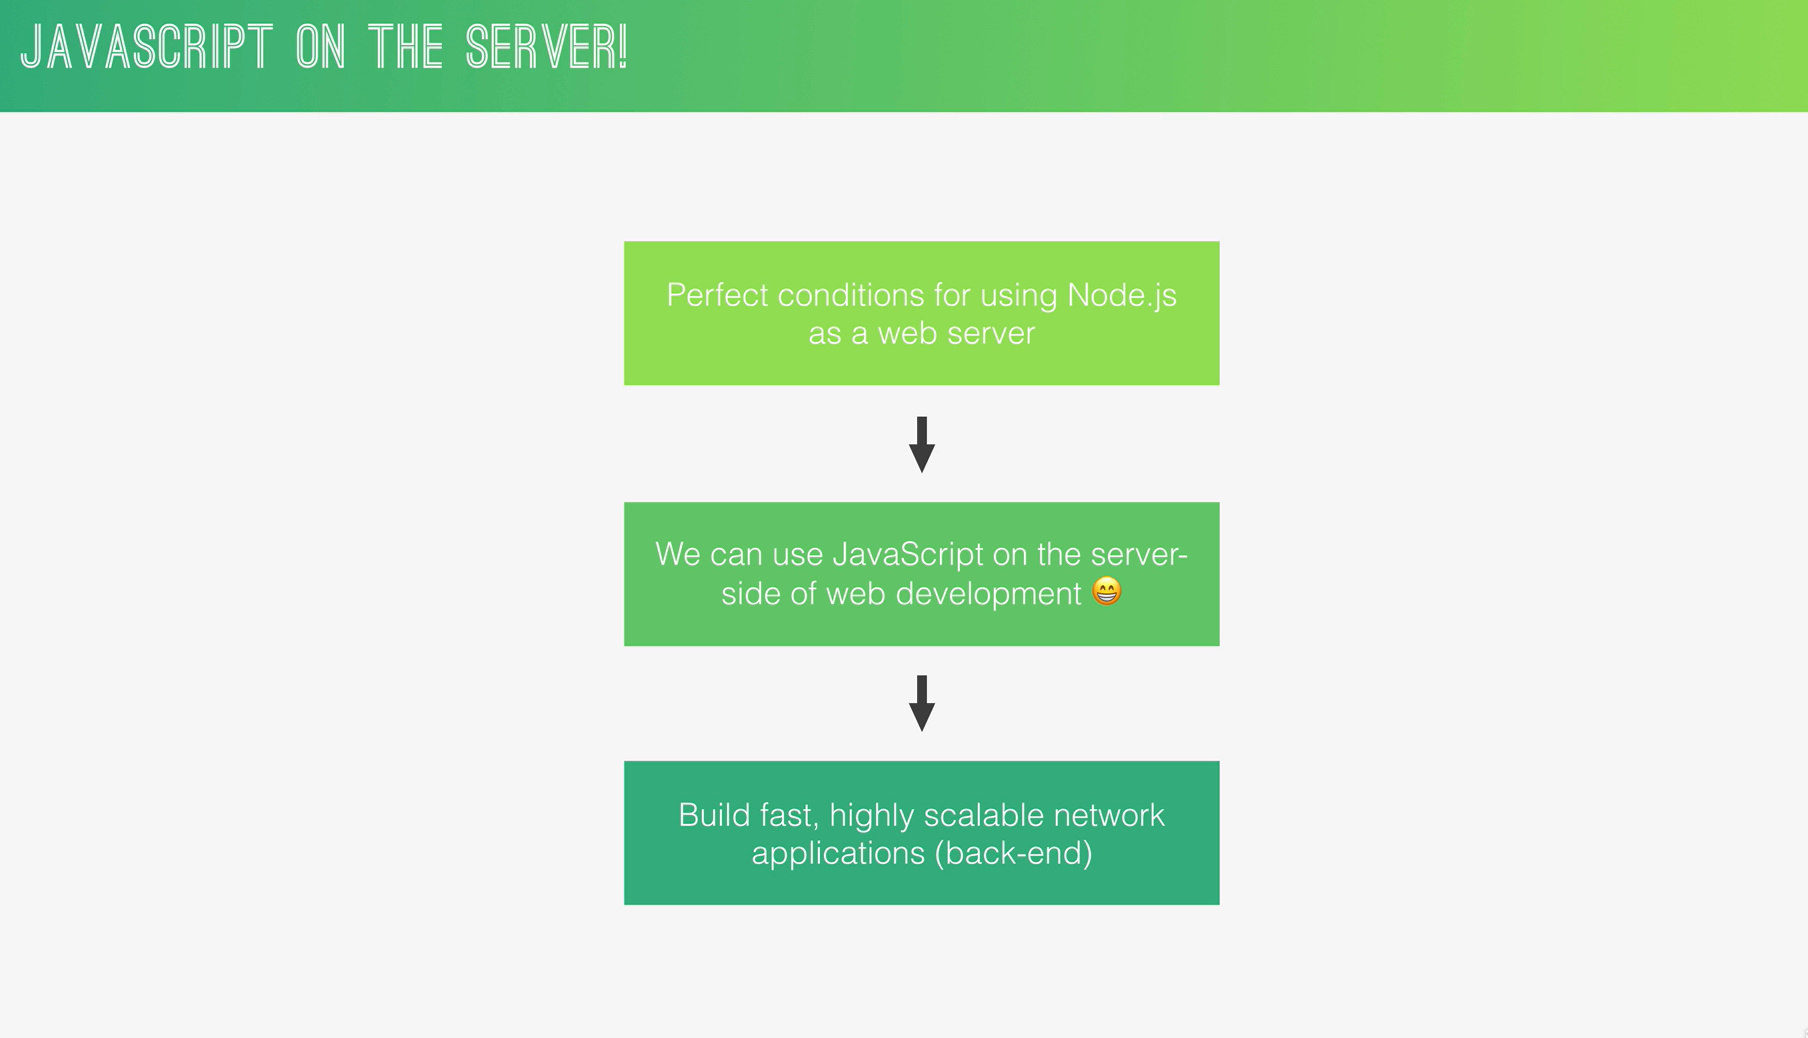 JAVASCRIPT ON THE SERVER!
Perfect conditions for using Node.js
as a web server
We can use JavaScript on the server-
side of web development 😁
Build fast, highly scalable network
applications (back-end)